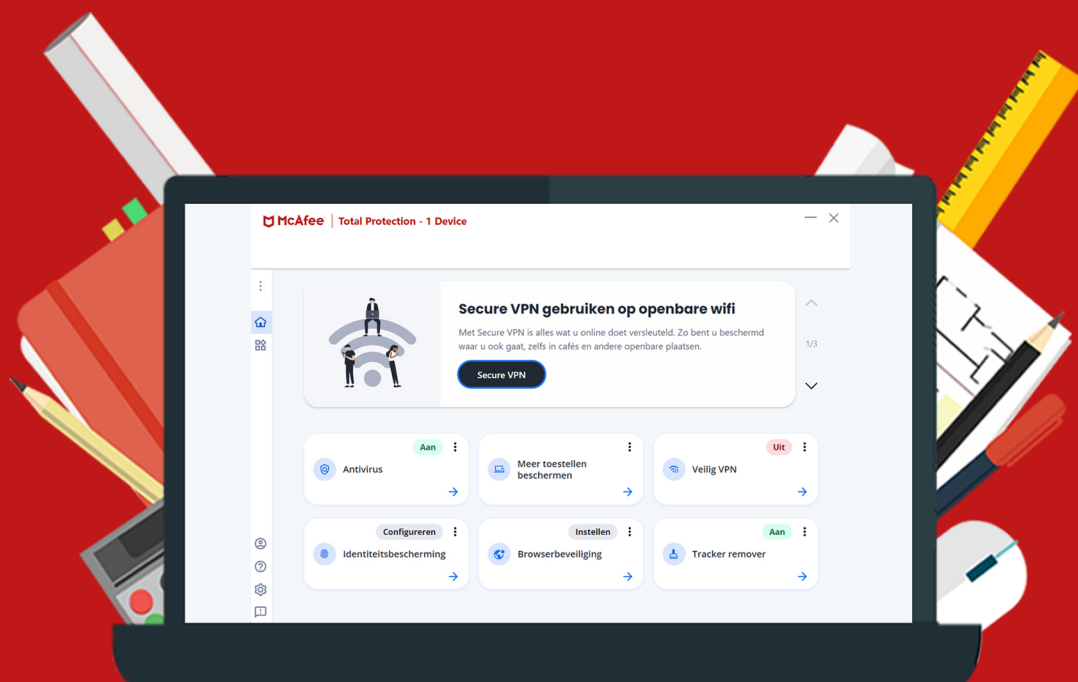 McAfee | Total Protection - 1 Device
Secure VPN gebruiken op openbare wifi
Met Secure VPN is alles wat u online doet versleuteld. Zo bent u beschermd
waar u ook gaat, zelfs in cafés en andere openbare plaatsen.
Secure VPN
1/3
Aan
Antivirus
Meer toestellen
beschermen
Uit
Veilig VPN
Configureren
Identiteitsbescherming
Instellen
Browserbeveiliging
Aan
Tracker remover